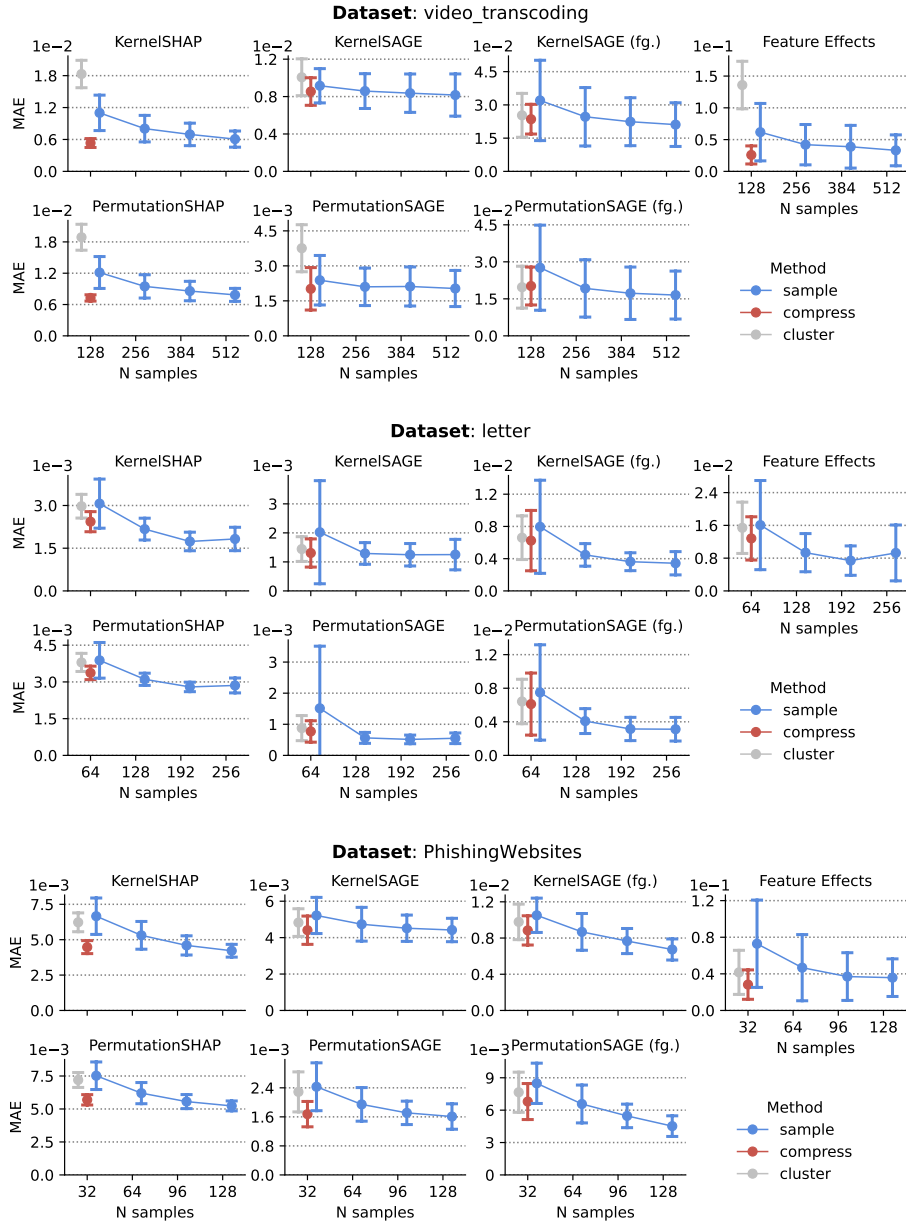 Dataset: video_transcoding
KernelSHAP KernelSAGE KernelSAGE (fg.) Feature Effects
1e−2 1e−2 1e−2 1e−1
MAE
1.8 1.2 4.5 1.5
1.2 0.8 3.0 1.0
0.6 0.4 1.5 0.5
0.0 0.0 0.0 0.0
128 256 384 512
N samples
PermutationSHAP PermutationSAGE PermutationSAGE (fg.)
1e−2 1e−3 1e−2
MAE
1.8 4.5 4.5
1.2 3.0 3.0
0.6 1.5 1.5
0.0 0.0 0.0
128 256 384 512 128 256 384 512 128 256 384 512
N samples N samples N samples
Method
sample
compress
cluster
Dataset: letter
KernelSHAP KernelSAGE KernelSAGE (fg.) Feature Effects
1e−3 1e−3 1e−2 1e−2
MAE
3.0 3 1.2 2.4
1.5 2 0.8 1.6
0.0 1 0.4 0.8
0 0.0 0.0
64 128 192 256
N samples
PermutationSHAP PermutationSAGE PermutationSAGE (fg.)
1e−3 1e−3 1e−2
MAE
4.5 3 1.2
3.0 2 0.8
1.5 1 0.4
0.0 0 0.0
64 128 192 256 64 128 192 256 64 128 192 256
N samples N samples N samples
Method
sample
compress
cluster
Dataset: PhishingWebsites
KernelSHAP KernelSAGE KernelSAGE (fg.) Feature Effects
1e−3 1e−3 1e−2 1e−1
MAE
7.5 6 1.2 1.2
5.0 4 0.8 0.8
2.5 2 0.4 0.4
0.0 0 0.0 0.0
32 64 96 128
N samples
PermutationSHAP PermutationSAGE PermutationSAGE (fg.)
1e−3 1e−3 1e−3
MAE
7.5 2.4 9
5.0 1.6 6
2.5 0.8 3
0.0 0.0 0
32 64 96 128 32 64 96 128 32 64 96 128
N samples N samples N samples
Method
sample
compress
cluster